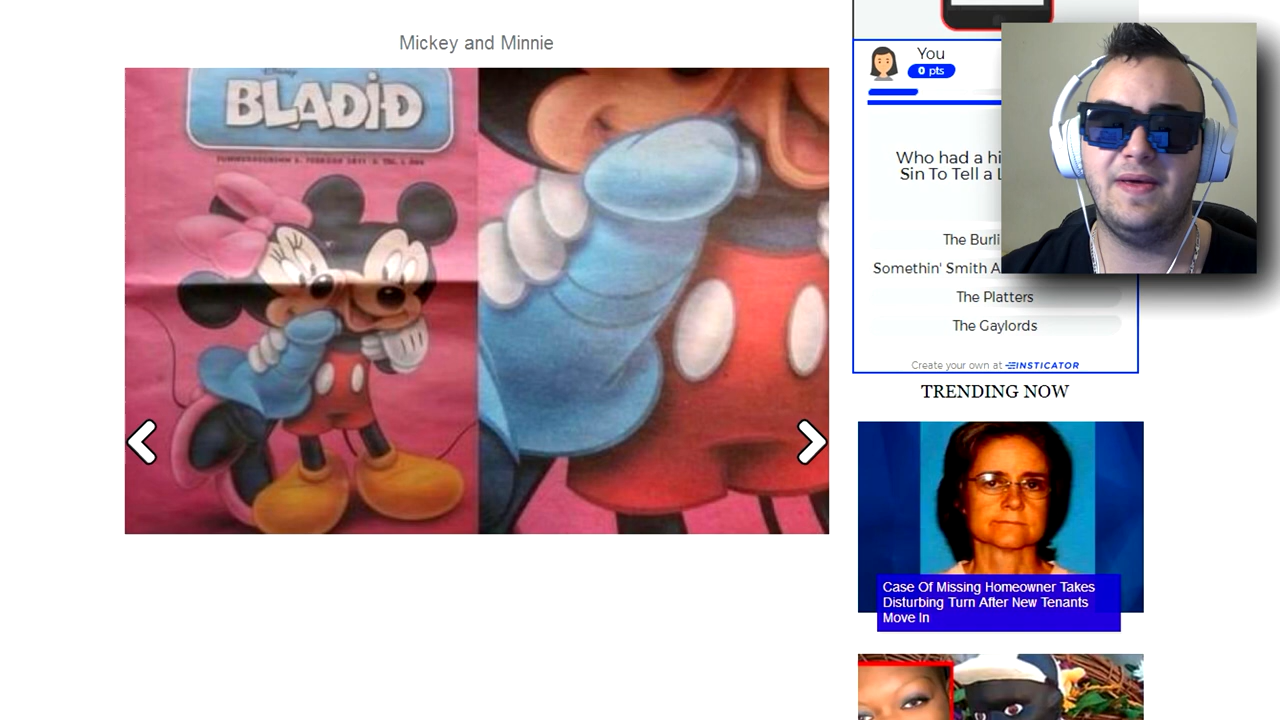 Mickey and Minnie
Disney
BLAÐIÐ
You
0 pts
Who had a hi
Sin To Tell a L
The Burli
Somethin' Smith A
The Platters
The Gaylords
Create your own at INSTICATOR
TRENDING NOW
Case Of Missing Homeowner Takes
Disturbing Turn After New Tenants
Move In